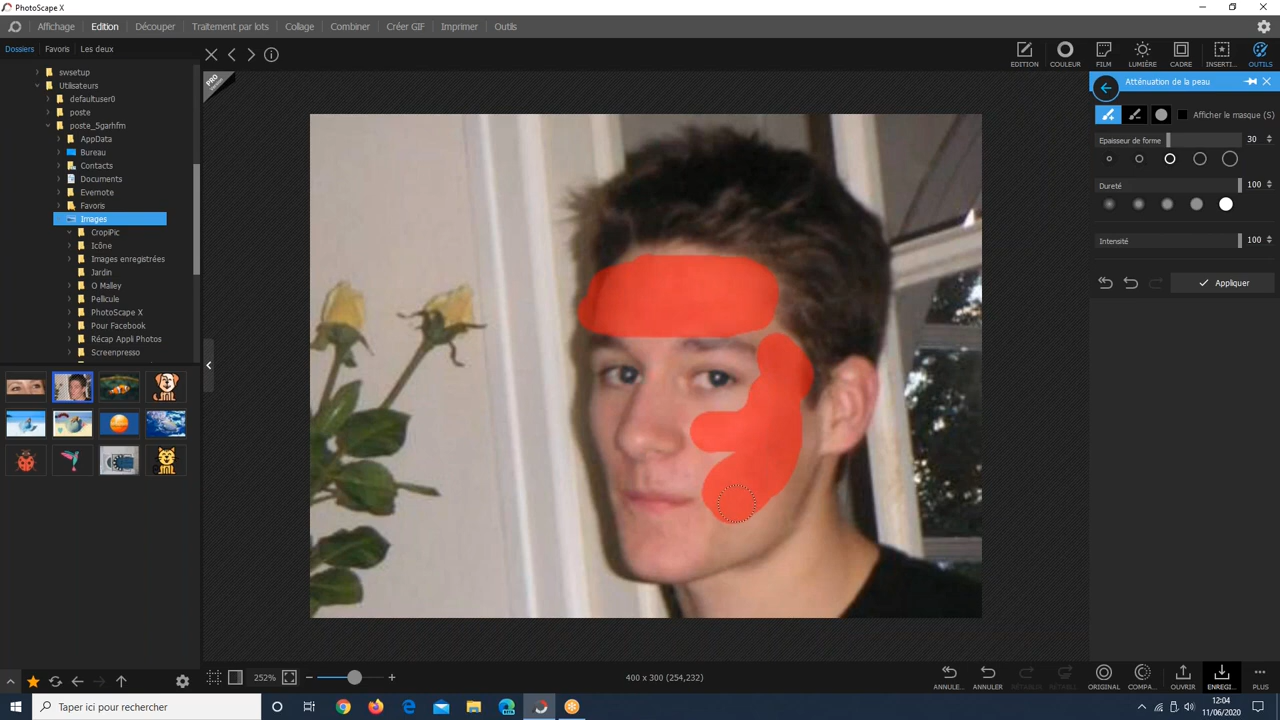 PhotoScape X
Affichage Edition Découper Traitement par lots Collage Combiner Créer GIF Imprimer Outils
Dossiers Favoris Les deux
EDITION COULEUR FILM LUMIÈRE CADRE INSERTI... OUTILS
PRO
Version
swsetup
Utilisateurs
defaultuser0
poste
poste_5garhfm
AppData
Bureau
Contacts
Documents
Evernote
Favoris
Images
CropiPic
Icône
Images enregistrées
Jardin
O Malley
Pellicule
PhotoScape X
Pour Facebook
Récap Appli Photos
Screenpresso
Atténuation de la peau
Afficher le masque (S)
Epaisseur de forme 30
Dureté 100
Intensité 100
Appliquer
252%
400 x 300 (254,232)
ANNULE... ANNULER RÉTABLIR RÉTABLI... ORIGINAL COMPA... OUVRIR ENREGI... PLUS
Taper ici pour rechercher
12:04
11/06/2020